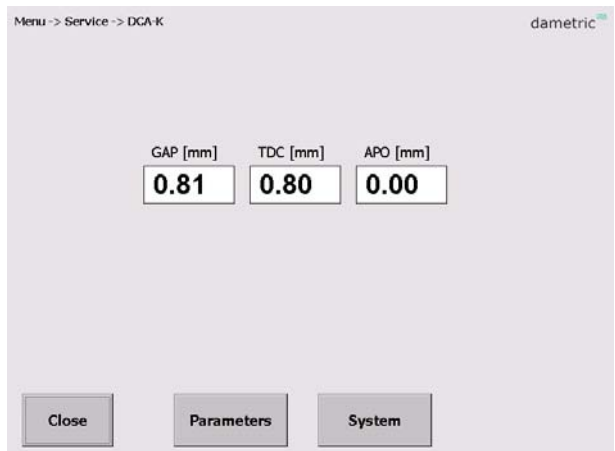 Menu -> Service -> DCA-K
dametric
GAP [mm] TDC [mm] APO [mm]
0.81 0.80 0.00
Close Parameters System